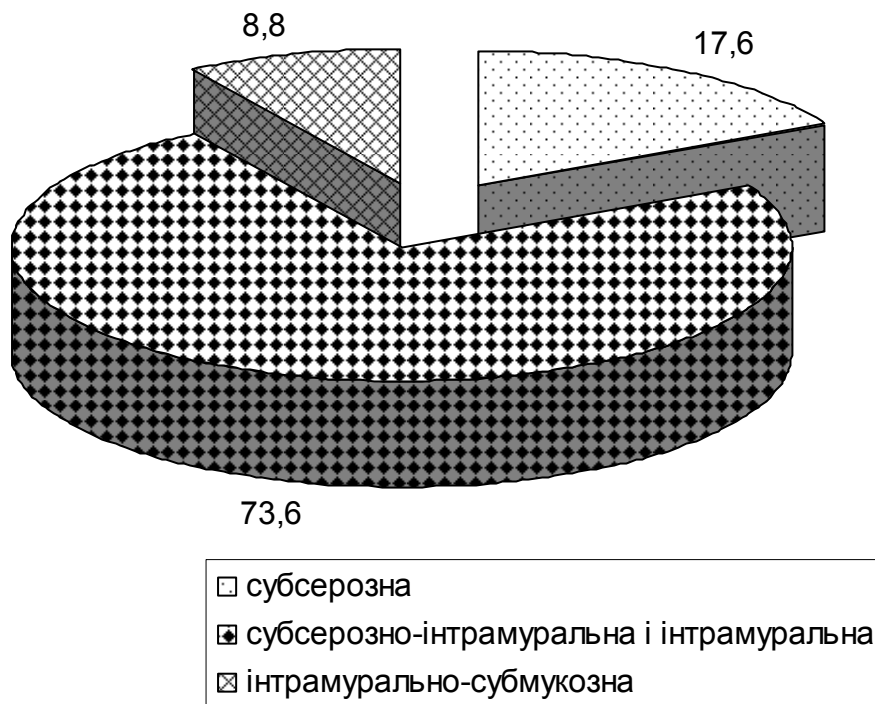 8,8
17,6
73,6
субсерозна
субсерозно-інтрамуральна і інтрамуральна
інтрамурально-субмукозна